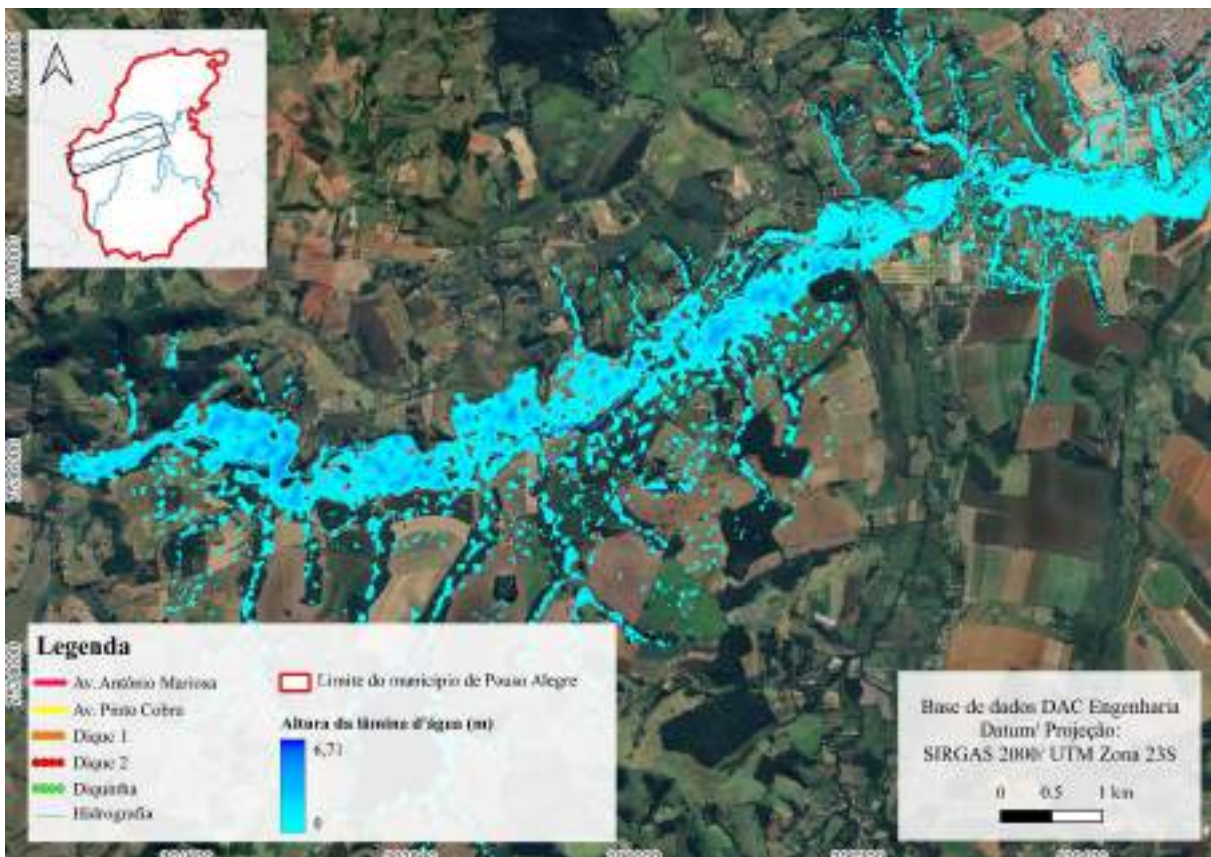 Legenda
Av. Antônio Mariosa
Av. Pinto Cobra
Dique 1
Dique 2
Diquinha
Hidrografia
Limite do município de Pouso Alegre
Altura da lâmina d'água (m)
6,71
0
Base de dados DAC Engenharia
Datum/ Projeção:
SIRGAS 2000/ UTM Zona 23S
0 0.5 1 km